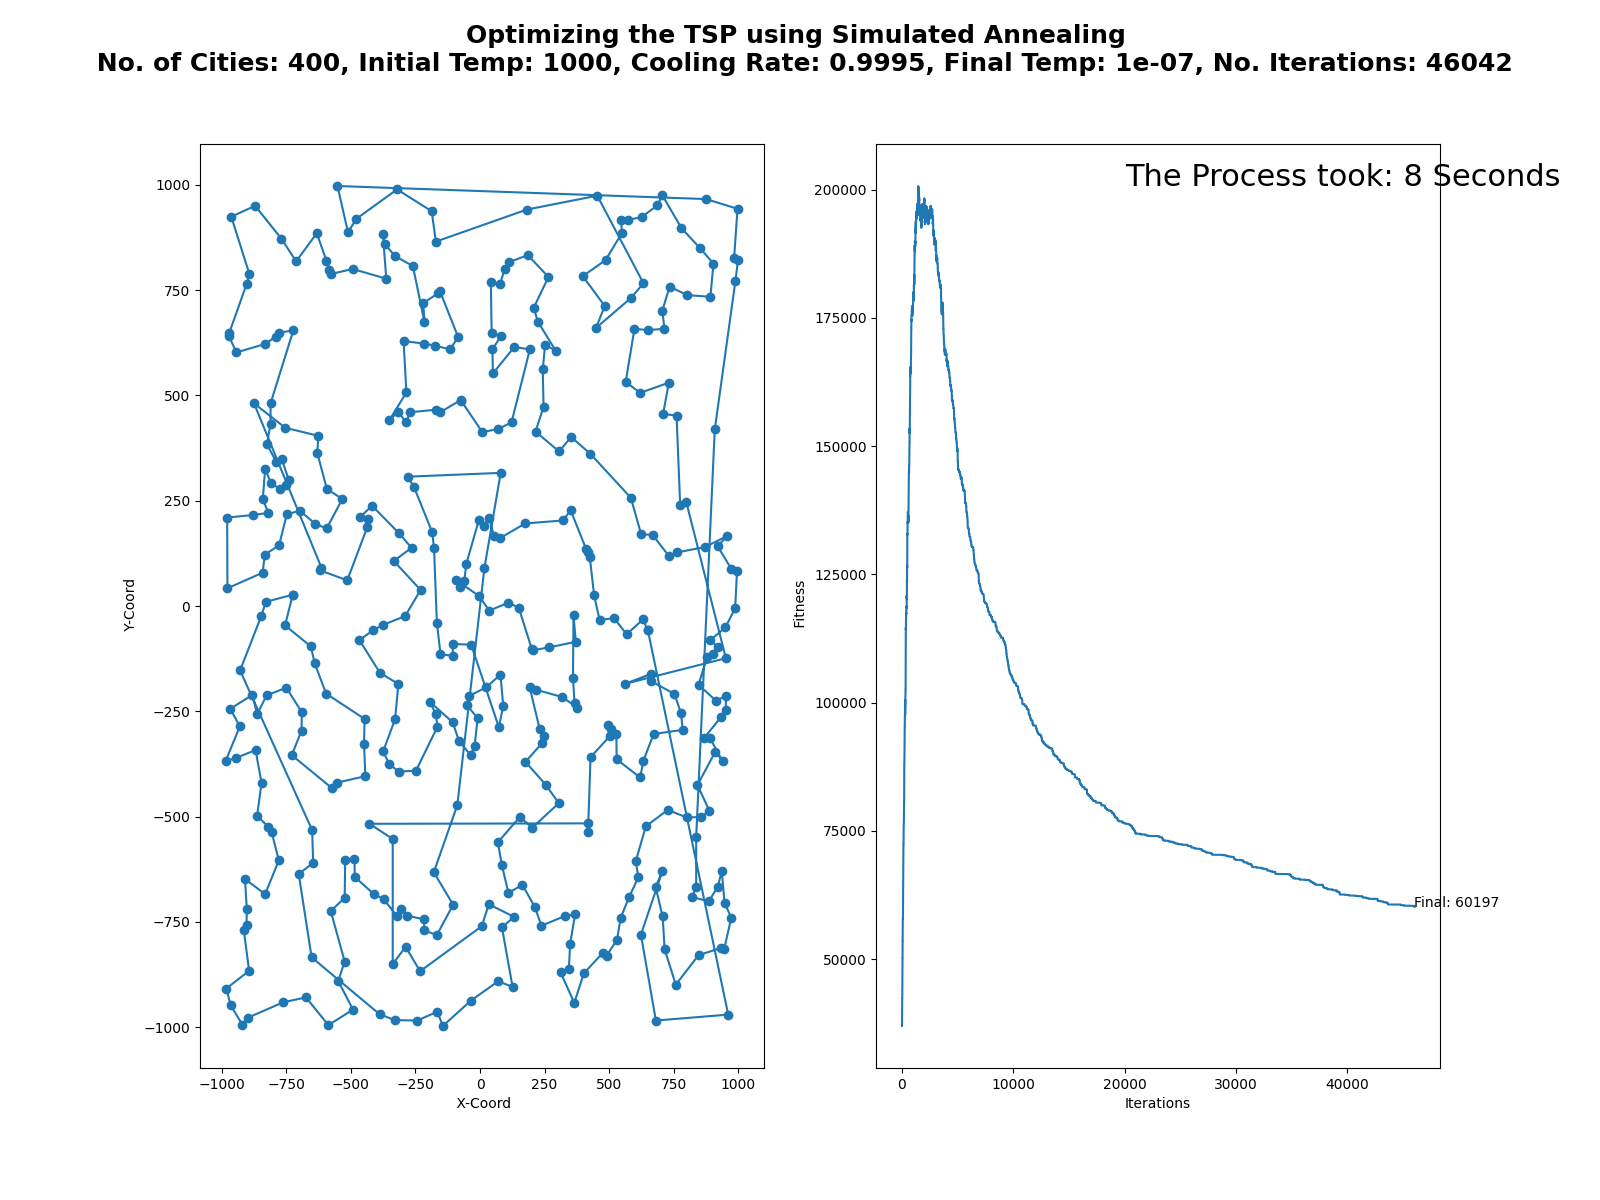 Optimizing the TSP using Simulated Annealing
No. of Cities: 400, Initial Temp: 1000, Cooling Rate: 0.9995, Final Temp: 1e-07, No. Iterations: 46042
1000
750
500
250
0
−250
−500
−750
−1000
Y-Coord
−1000 −750 −500 −250 0 250 500 750 1000
X-Coord
The Process took: 8 Seconds
200000
175000
150000
125000
100000
75000
50000
Fitness
Final: 60197
0 10000 20000 30000 40000
Iterations